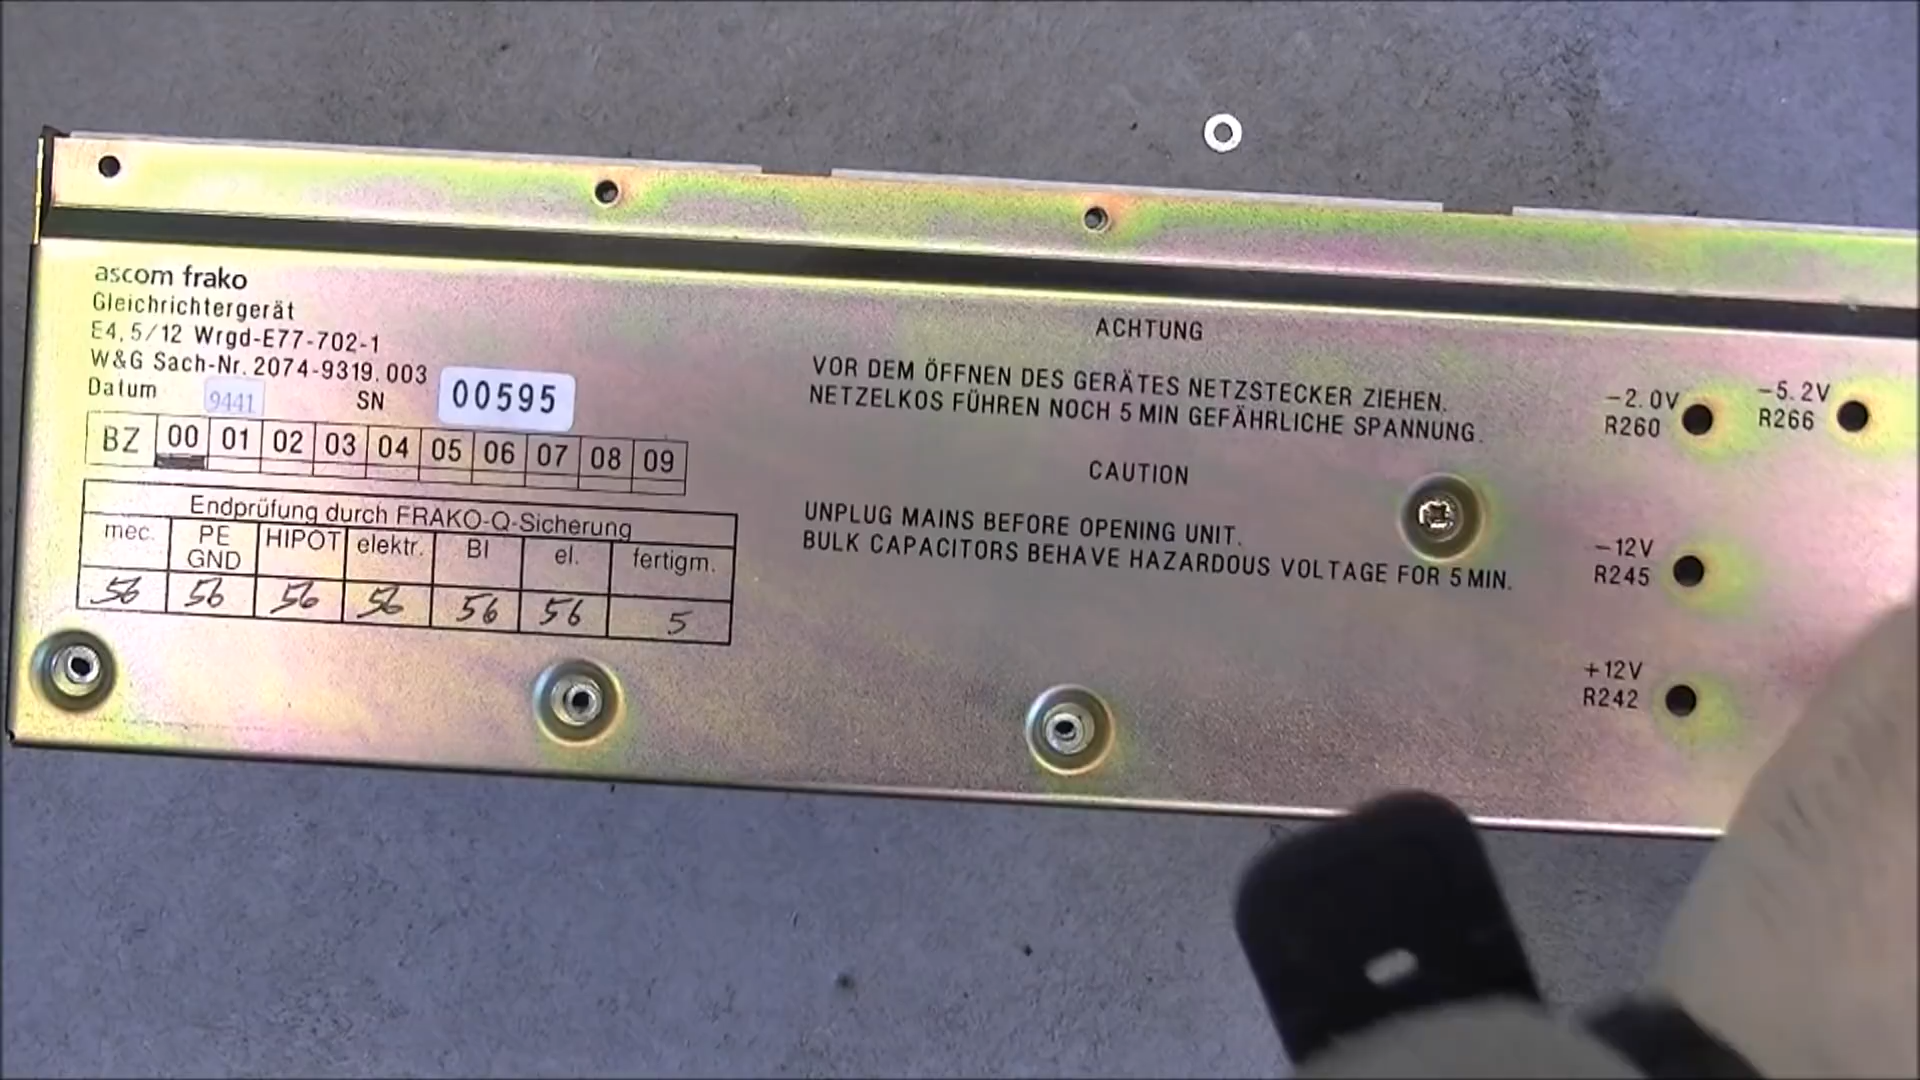 ascom frako
Gleichrichtergerät
E4,5/12 Wrgd-E77-702-1
W&G Sach-Nr. 2074-9319.003
Datum 9441 SN 00595
BZ 00 01 02 03 04 05 06 07 08 09
Endprüfung durch FRAKO-Q-Sicherung
mec. PE GND HIPOT elektr. BI el. fertigm.
56 56 56 56 56 56 5
ACHTUNG
VOR DEM ÖFFNEN DES GERÄTES NETZSTECKER ZIEHEN.
NETZELKOS FÜHREN NOCH 5 MIN GEFÄHRLICHE SPANNUNG.
CAUTION
UNPLUG MAINS BEFORE OPENING UNIT.
BULK CAPACITORS BEHAVE HAZARDOUS VOLTAGE FOR 5 MIN.
-2.0V
R260
-5.2V
R266
-12V
R245
+12V
R242